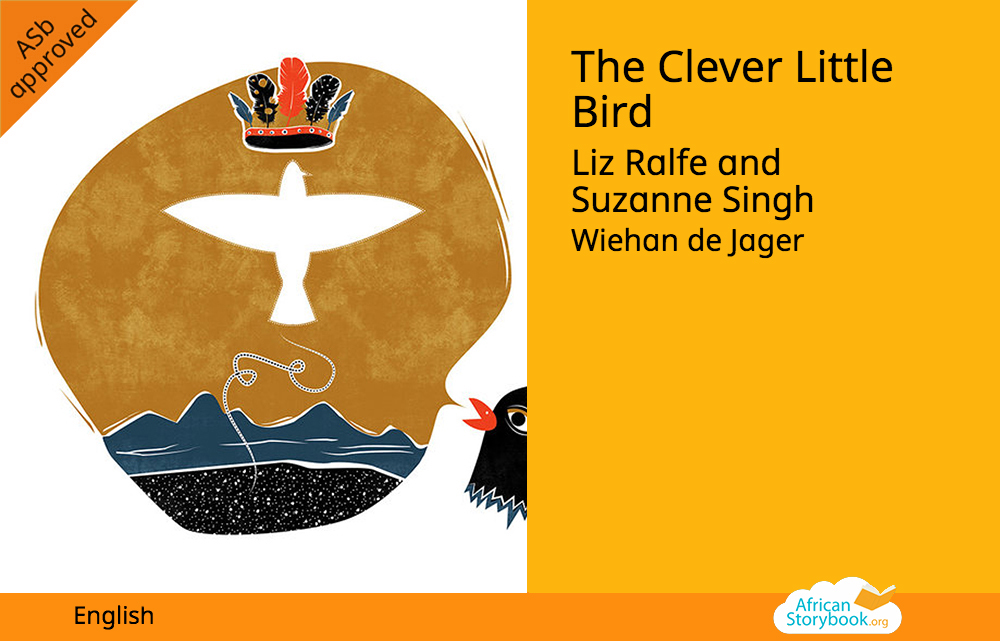 ASb
approved
The Clever Little
Bird
Liz Ralfe and
Suzanne Singh
Wiehan de Jager
English
African
Storybook.org